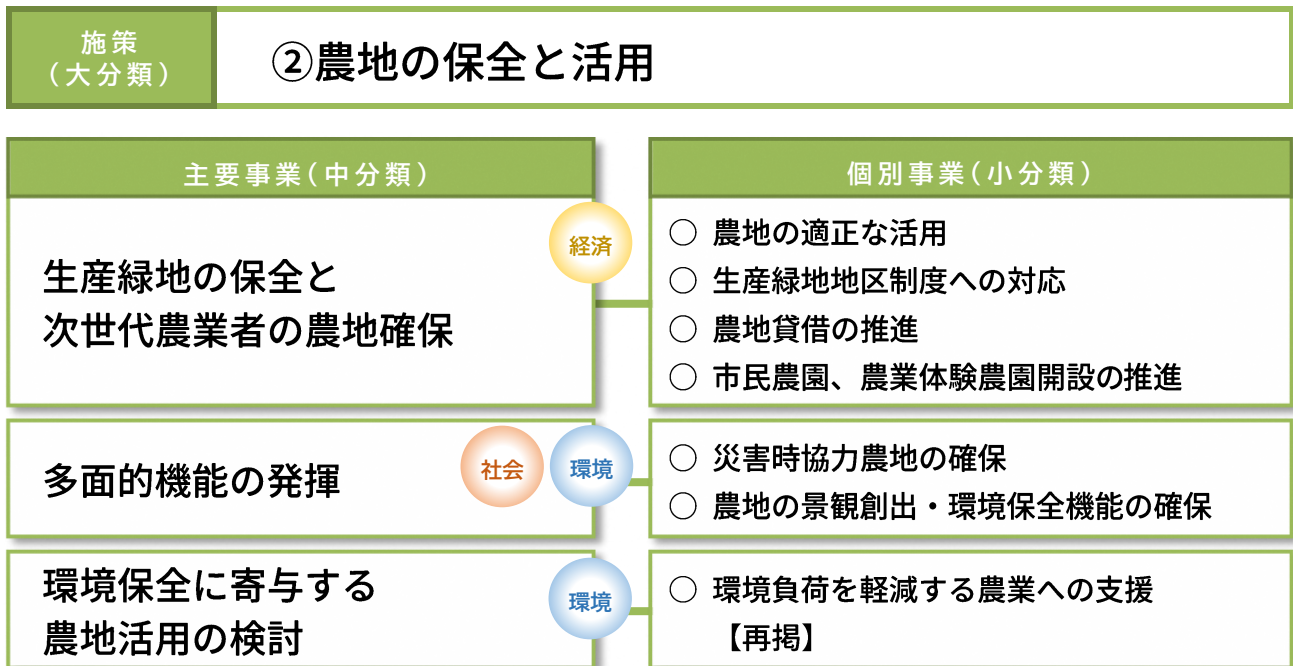 施策
（大分類）
②農地の保全と活用
主要事業（中分類）
個別事業（小分類）
生産緑地の保全と
次世代農業者の農地確保
経済
○ 農地の適正な活用
○ 生産緑地地区制度への対応
○ 農地貸借の推進
○ 市民農園、農業体験農園開設の推進
多面的機能の発揮
社会
環境
○ 災害時協力農地の確保
○ 農地の景観創出・環境保全機能の確保
環境保全に寄与する
農地活用の検討
環境
○ 環境負荷を軽減する農業への支援
【再掲】